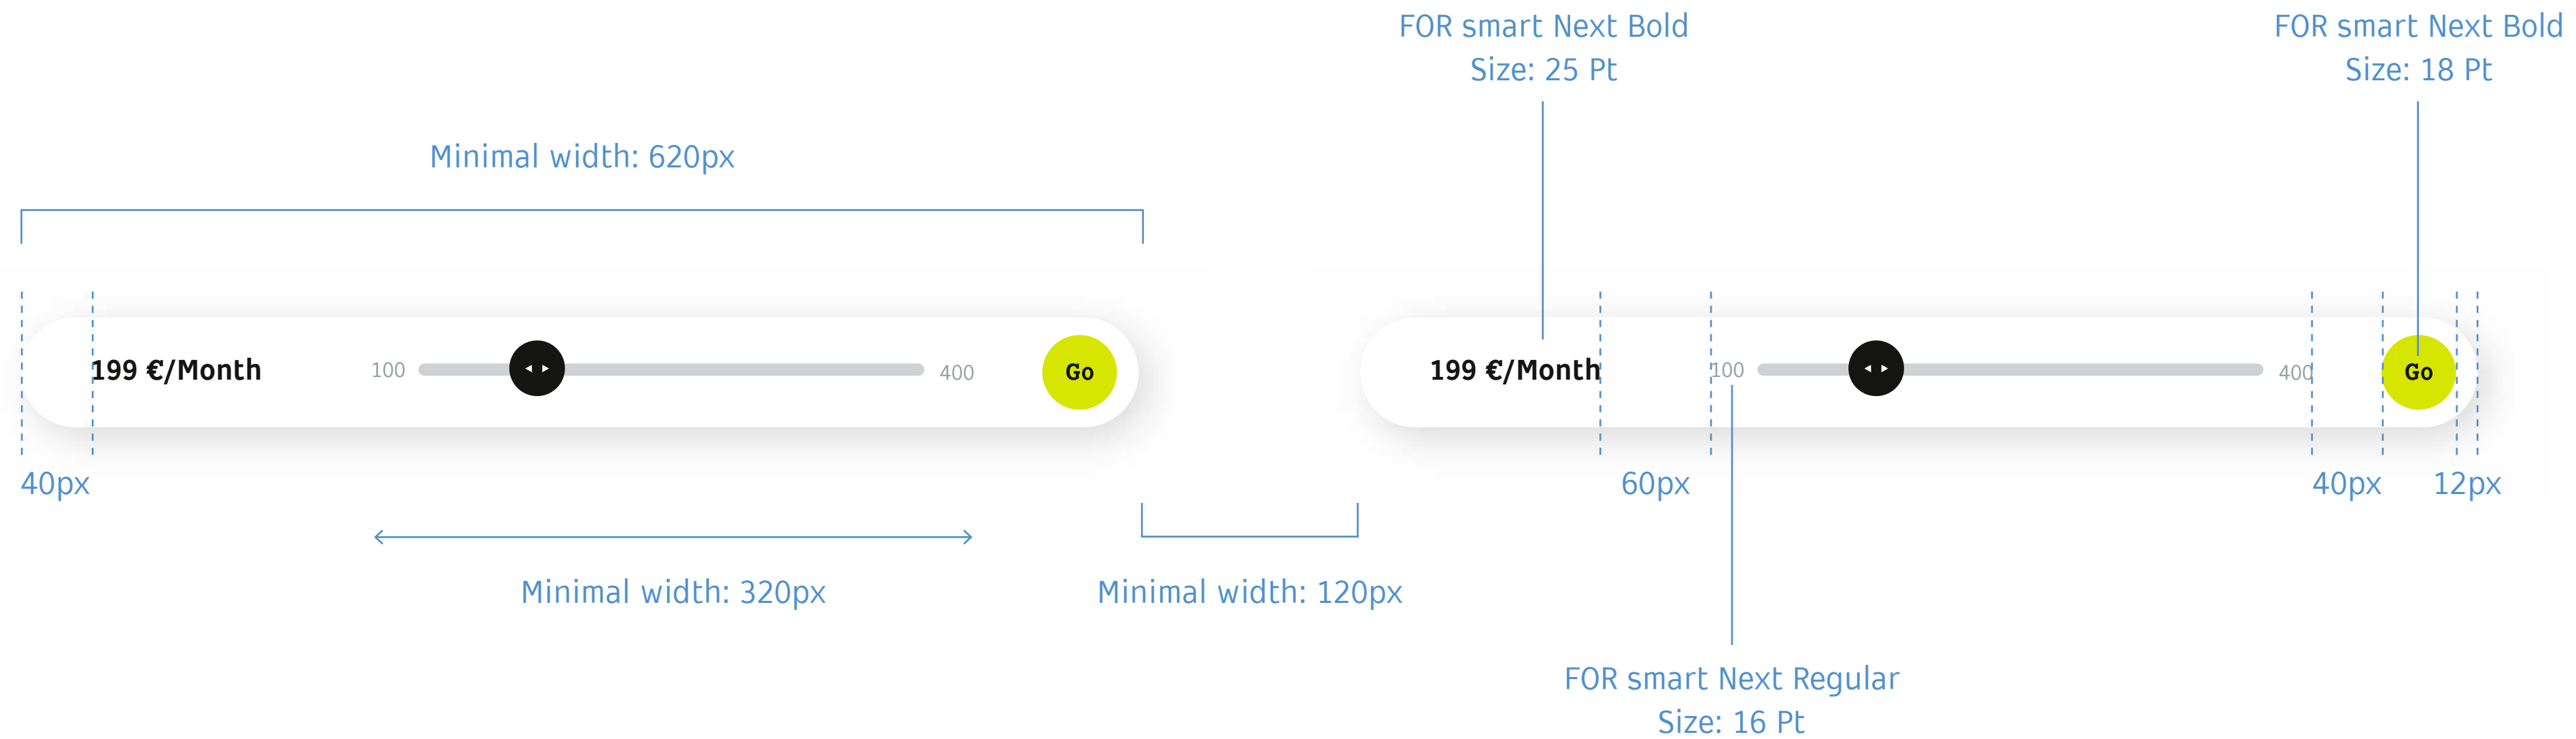 FOR smart Next Bold
Size: 25 Pt
FOR smart Next Bold
Size: 18 Pt
Minimal width: 620px
199 €/Month
100
400
Go
199 €/Month
100
400
Go
40px
60px
40px
12px
Minimal width: 320px
Minimal width: 120px
FOR smart Next Regular
Size: 16 Pt